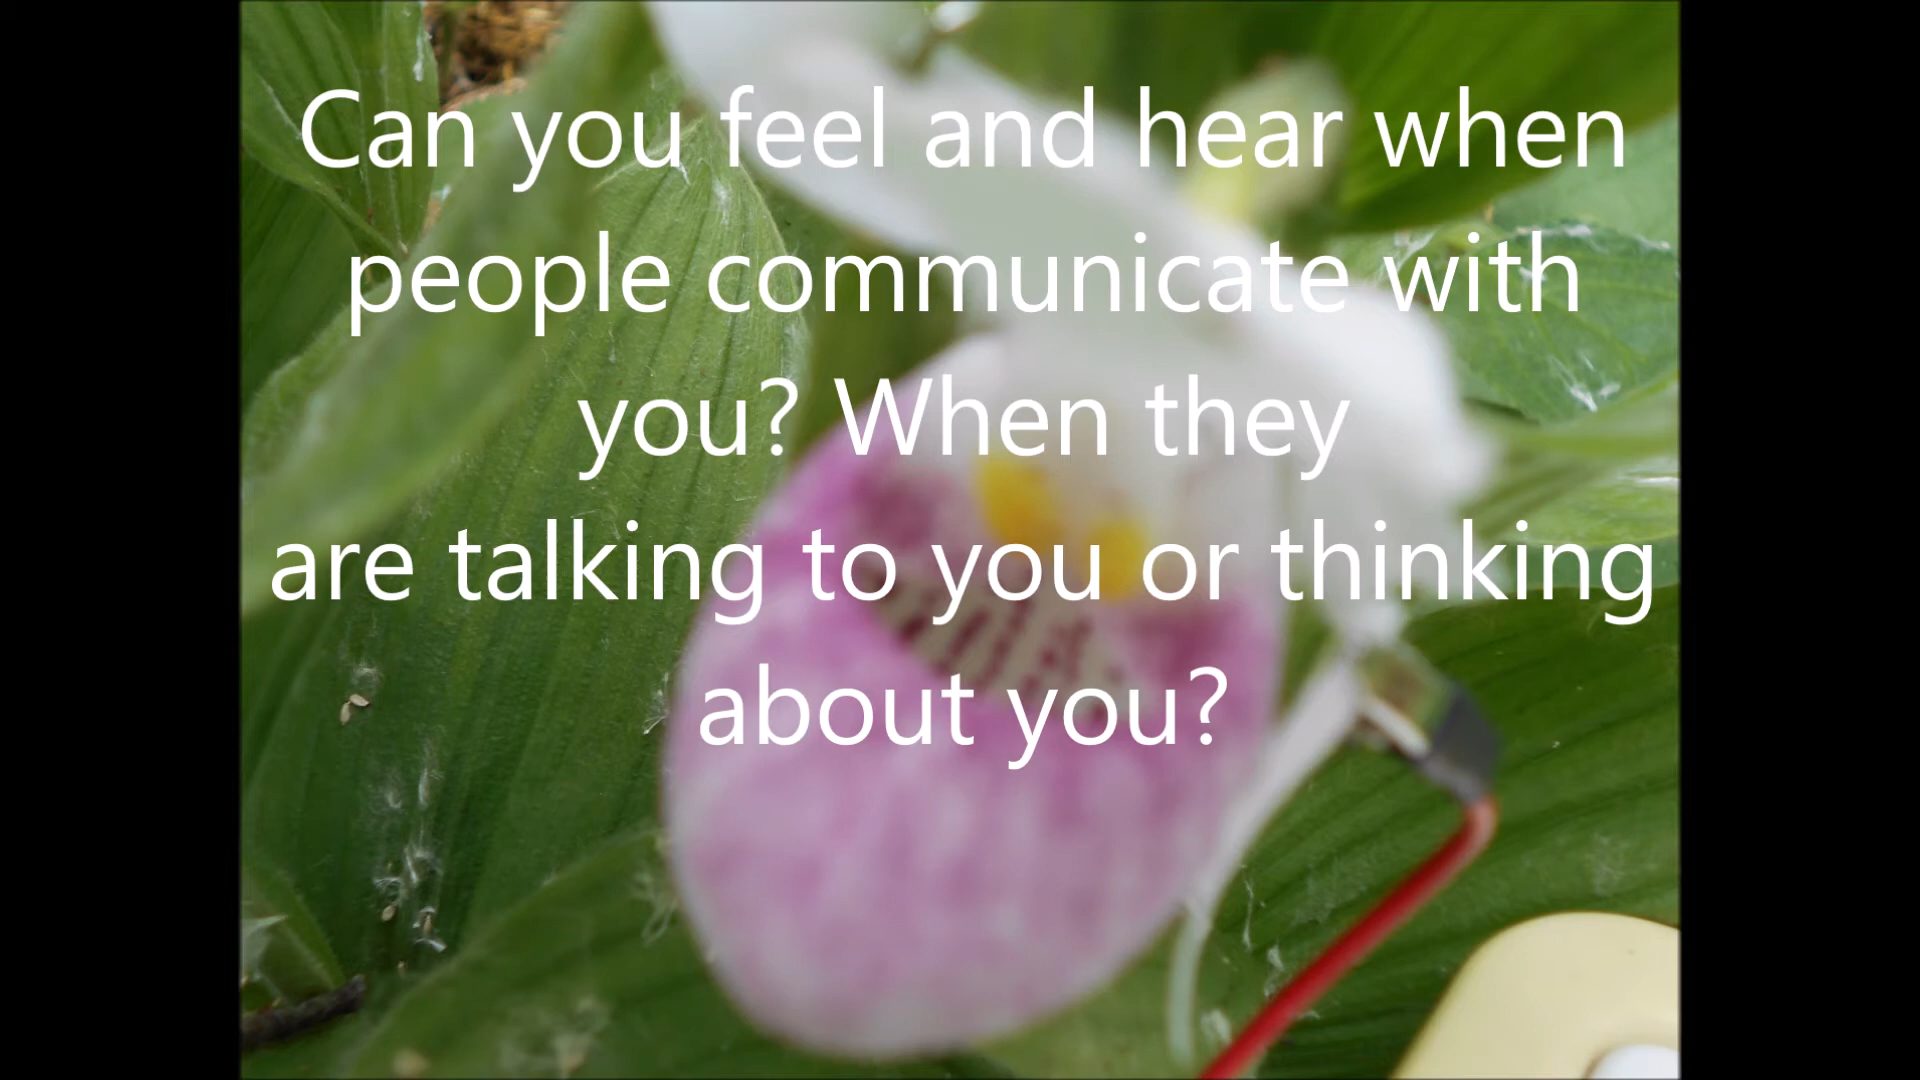 Can you feel and hear when
people communicate with
you? When they
are talking to you or thinking
about you?